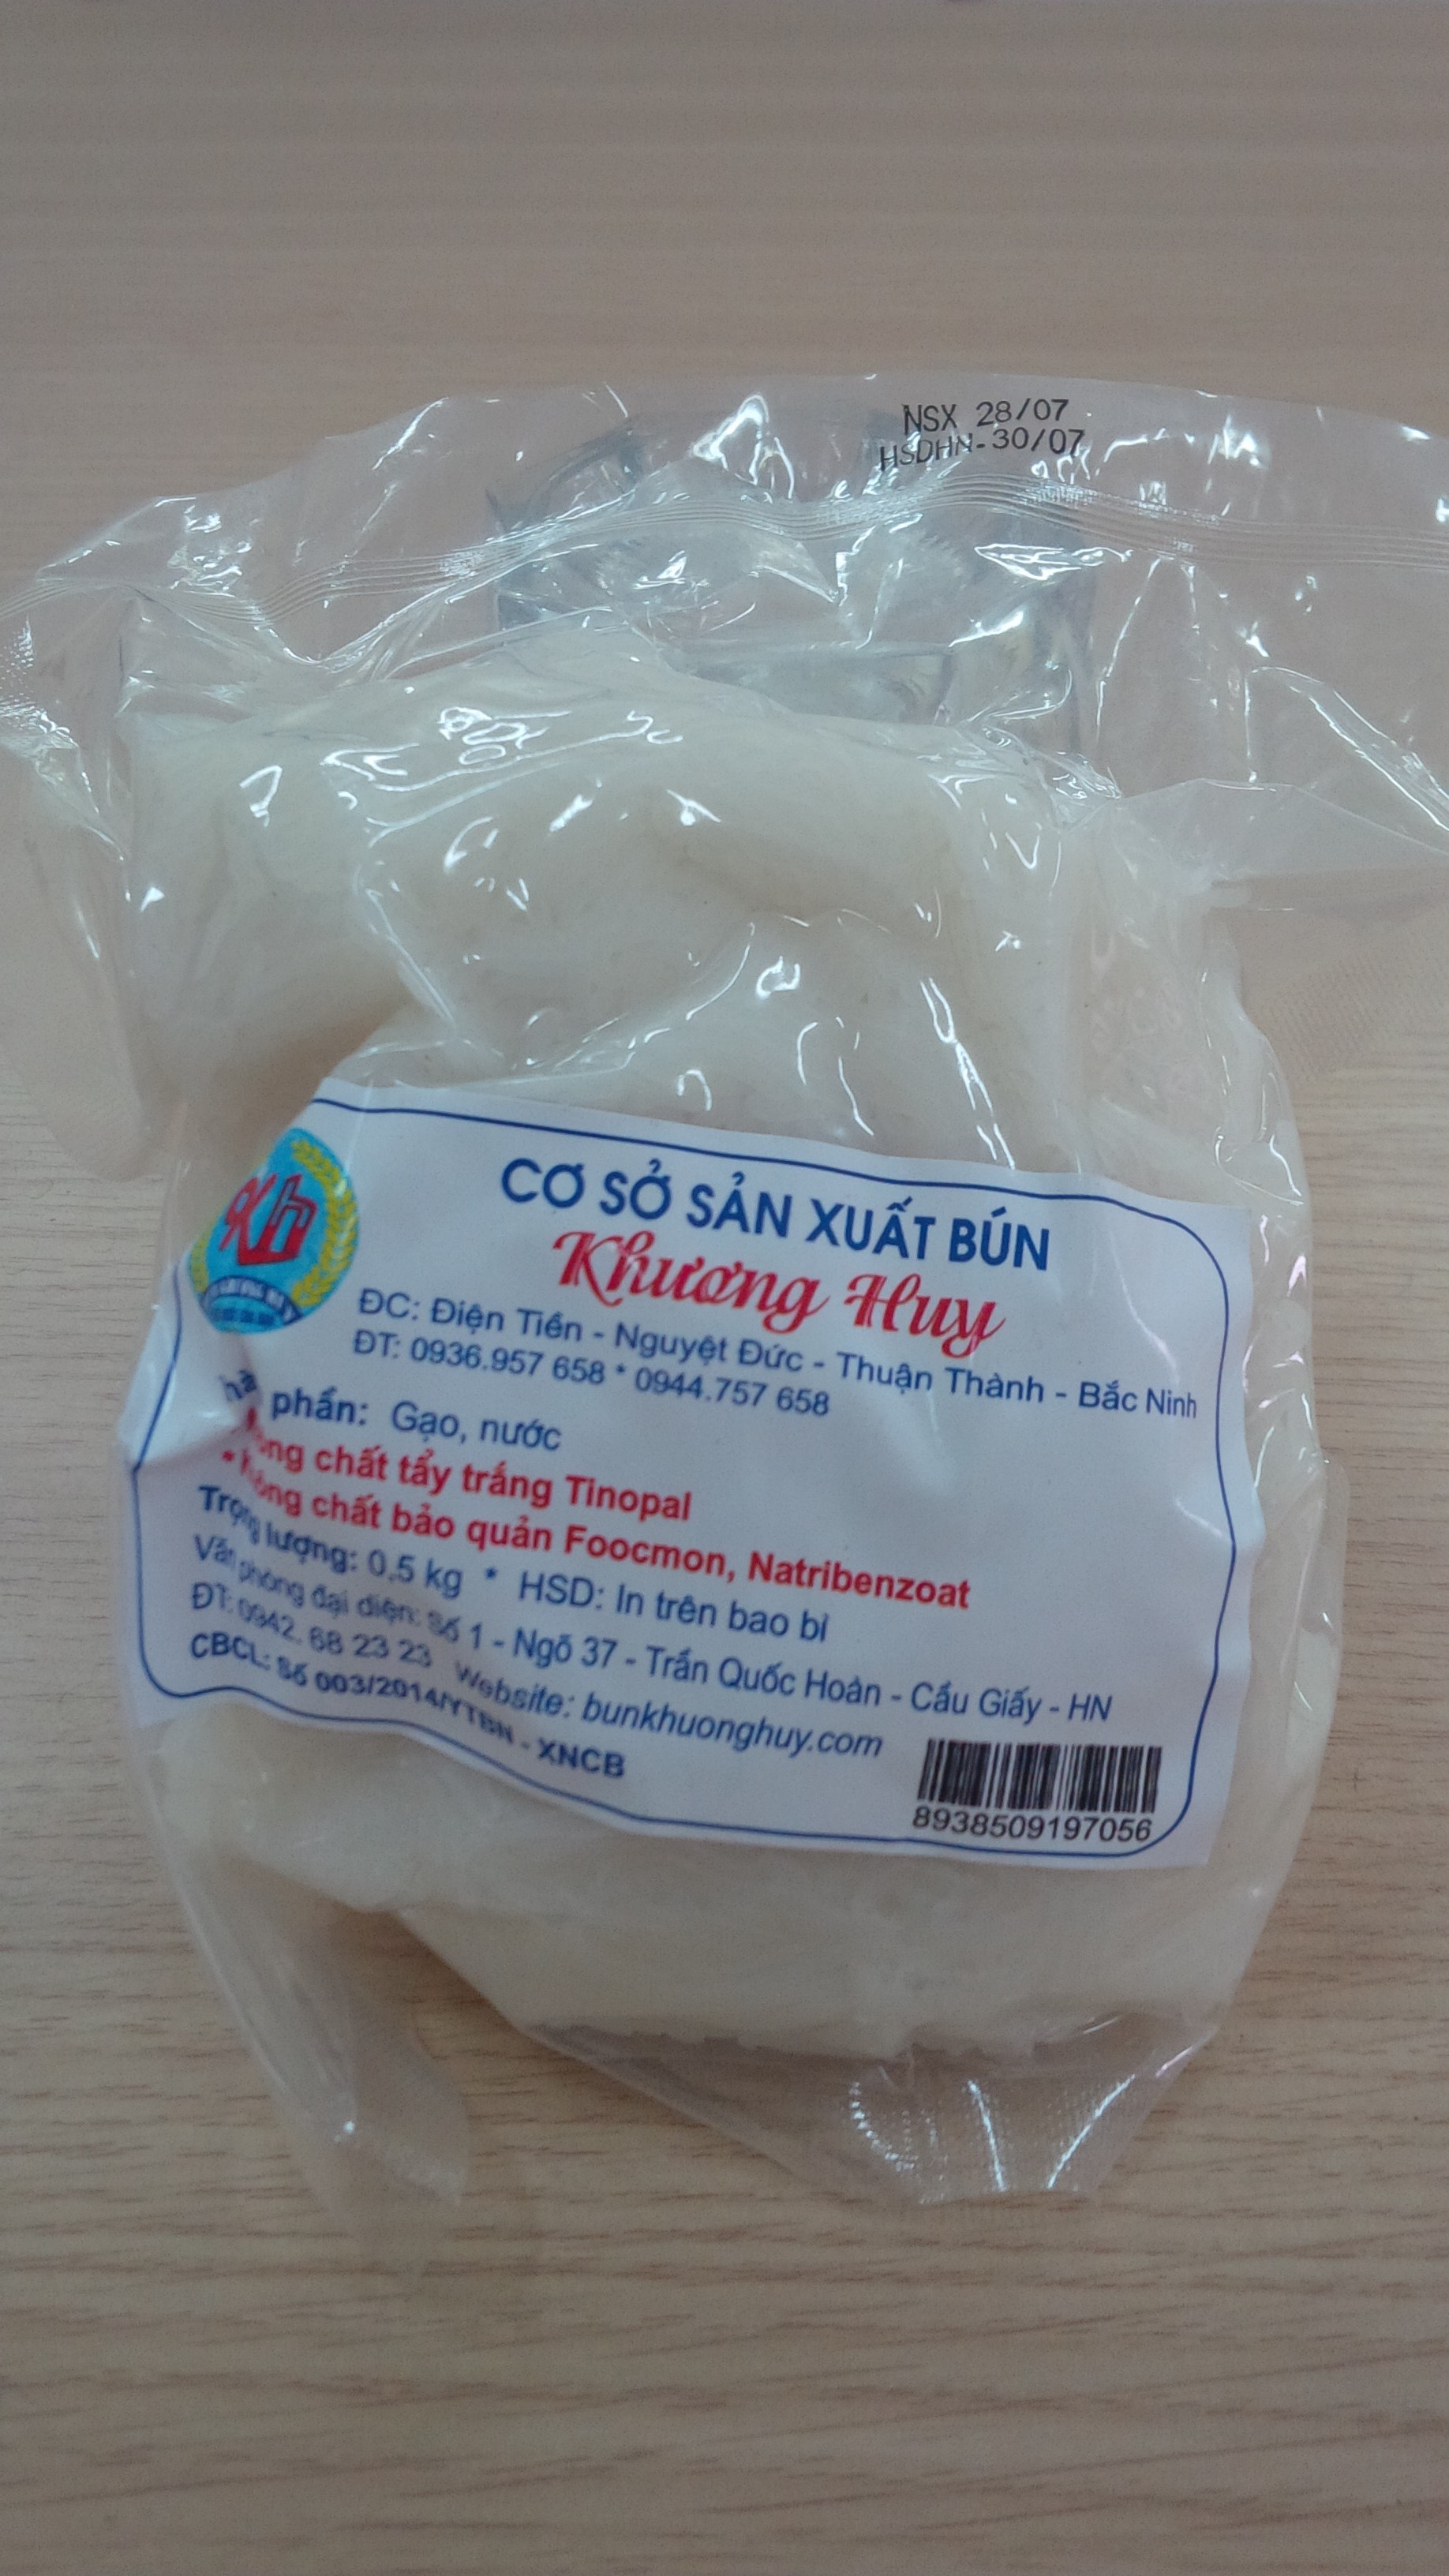 NSX 28/07
HSDHN-30/07
CƠ SỞ SẢN XUẤT BÚN
Khương Huy
ĐC: Điện Tiền - Nguyệt Đức - Thuận Thành - Bắc Ninh
ĐT: 0936.957 658 * 0944.757 658
phần: Gạo, nước
Không chất tẩy trắng Tinopal
* Không chất bảo quản Foocmon, Natribenzoat
Trọng lượng: 0,5 kg * HSD: In trên bao bì
Văn phòng đại diện: Số 1 - Ngõ 37 - Trần Quốc Hoàn - Cầu Giấy - HN
ĐT: 0942. 68 23 23 Website: bunkhuonghuy.com
CBCL: Số 003/2014/YTBN - XNCB
8938509197056
Kh